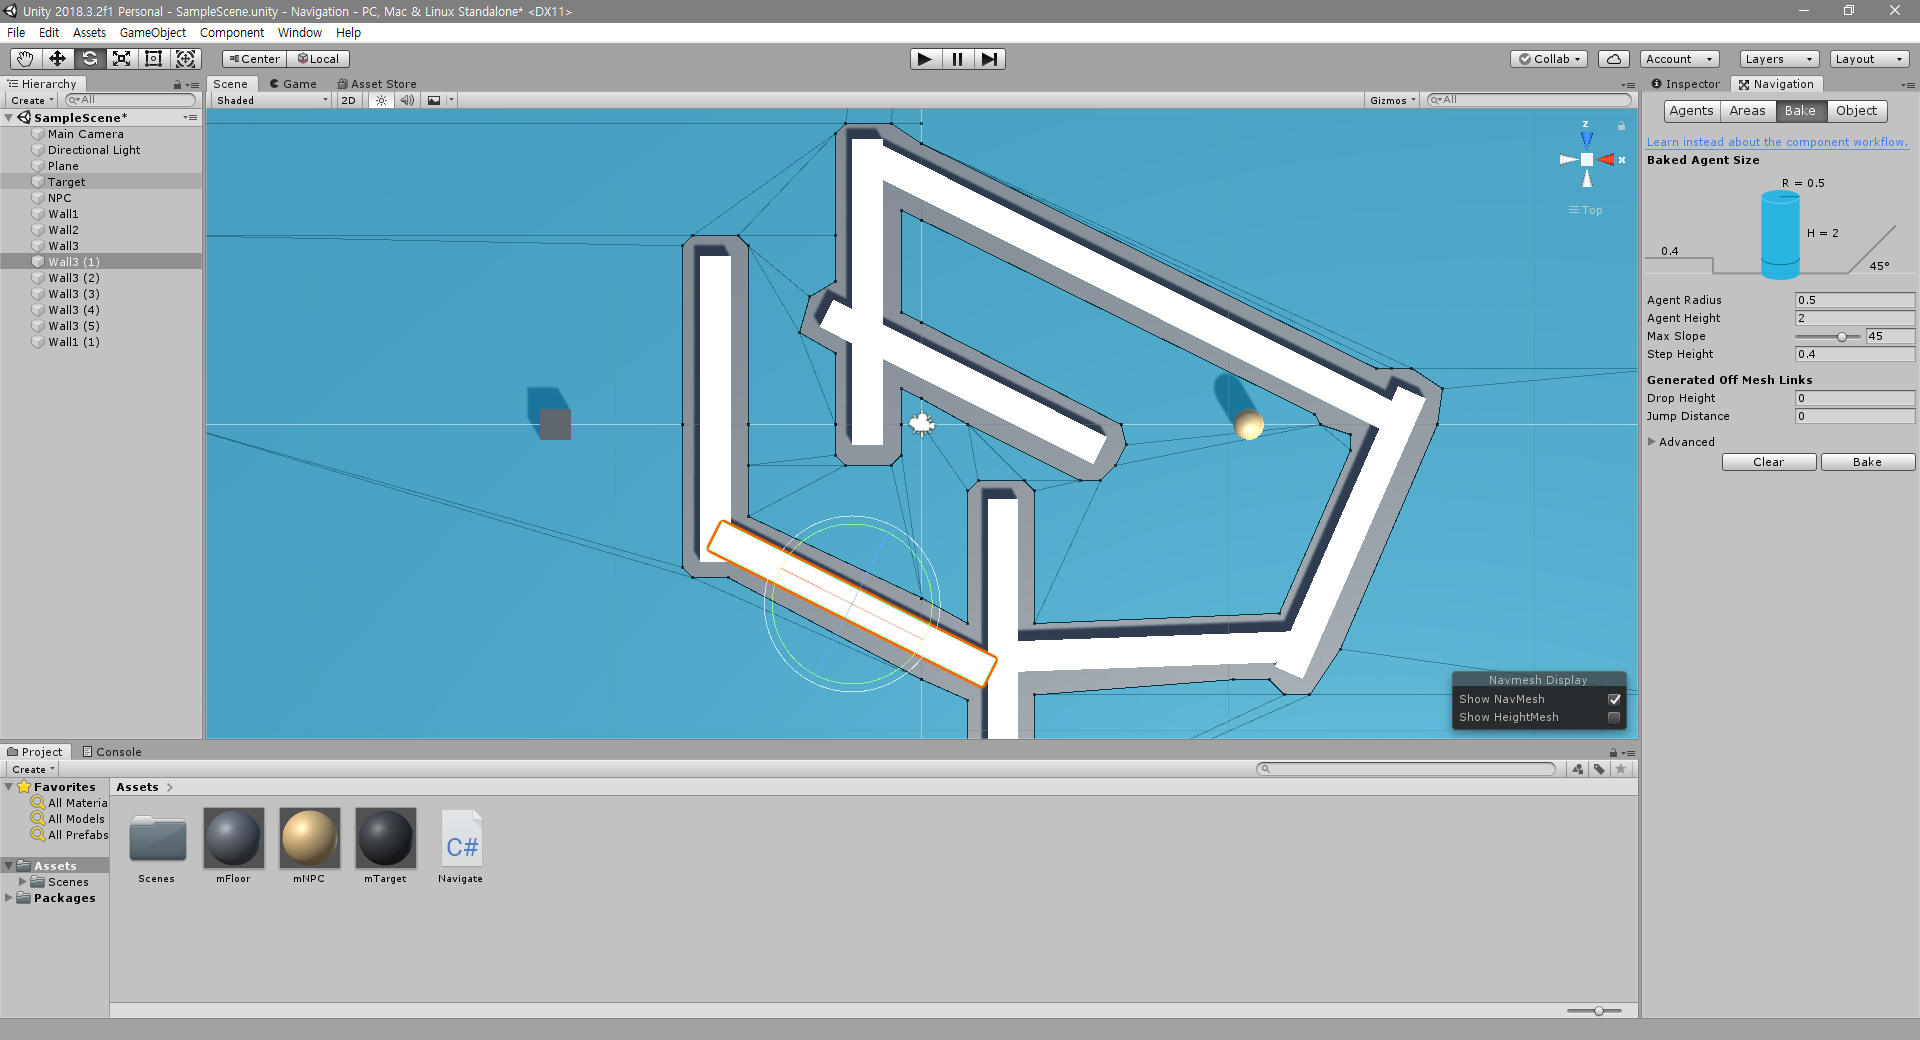 Unity 2018.3.2f1 Personal - SampleScene.unity - Navigation - PC, Mac & Linux Standalone* <DX11>
File Edit Assets GameObject Component Window Help
Center Local Collab Account Layers Layout
Hierarchy
Create All
SampleScene*
Main Camera
Directional Light
Plane
Target
NPC
Wall1
Wall2
Wall3
Wall3 (1)
Wall3 (2)
Wall3 (3)
Wall3 (4)
Wall3 (5)
Wall1 (1)
Scene Game Asset Store
Shaded 2D Gizmos All
z
x
Top
Navmesh Display
Show NavMesh
Show HeightMesh
Inspector Navigation
Agents Areas Bake Object
Learn instead about the component workflow.
Baked Agent Size
R = 0.5
H = 2
0.4
45°
Agent Radius 0.5
Agent Height 2
Max Slope 45
Step Height 0.4
Generated Off Mesh Links
Drop Height 0
Jump Distance 0
Advanced
Clear Bake
Project Console
Create
Favorites
All Materia
All Models
All Prefabs
Assets
Scenes
Packages
Assets
C#
Scenes mFloor mNPC mTarget Navigate